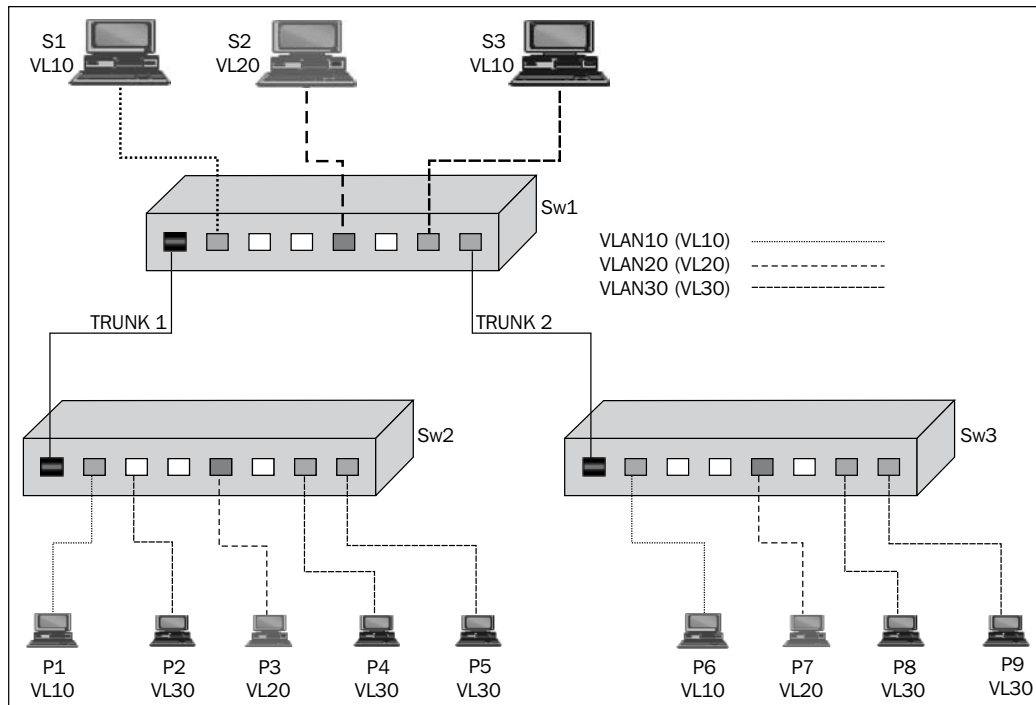 S1
VL10
S2
VL20
S3
VL10
Sw1
VLAN10 (VL10)
VLAN20 (VL20)
VLAN30 (VL30)
TRUNK 1
TRUNK 2
Sw2
Sw3
P1
VL10
P2
VL30
P3
VL20
P4
VL30
P5
VL30
P6
VL10
P7
VL20
P8
VL30
P9
VL30